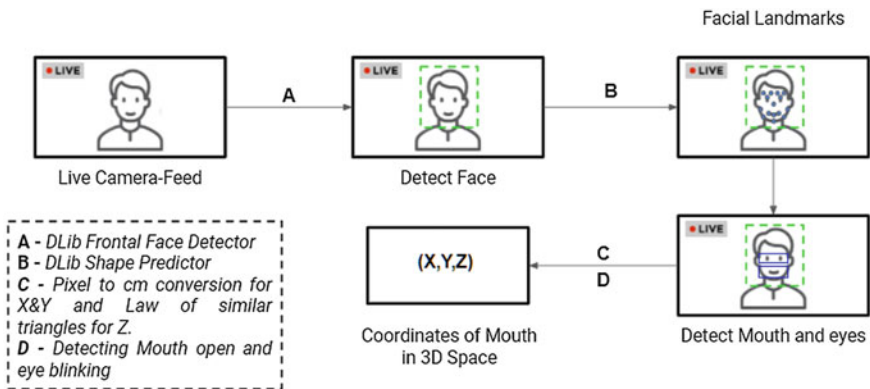 Facial Landmarks
LIVE
A
LIVE
B
LIVE
Live Camera-Feed
Detect Face
LIVE
A - DLib Frontal Face Detector
B - DLib Shape Predictor
C - Pixel to cm conversion for
X&Y and Law of similar
triangles for Z.
D - Detecting Mouth open and
eye blinking
(X,Y,Z)
C
D
Coordinates of Mouth
in 3D Space
Detect Mouth and eyes